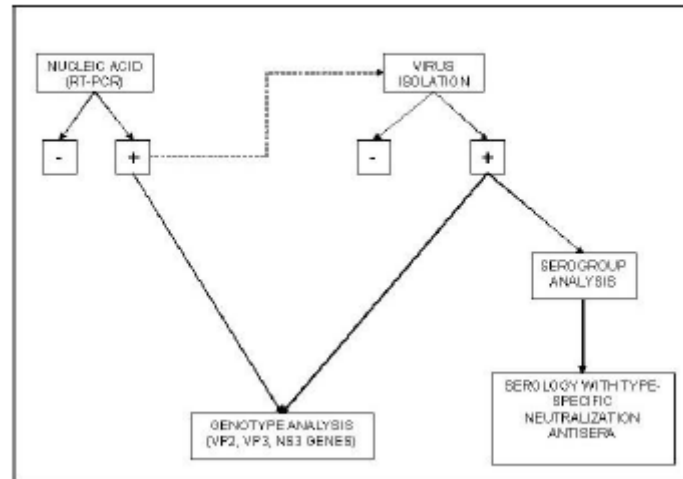 NUCLEIC ACID
(RT-PCR)
VIRUS
ISOLATION
-
+
-
+
SEROGROUP
ANALYSIS
SEROLOGY WITH TYPE-
SPECIFIC
NEUTRALIZATION
ANTISERA
GENOTYPE ANALYSIS
(VP2, VP3, NS3 GENES)